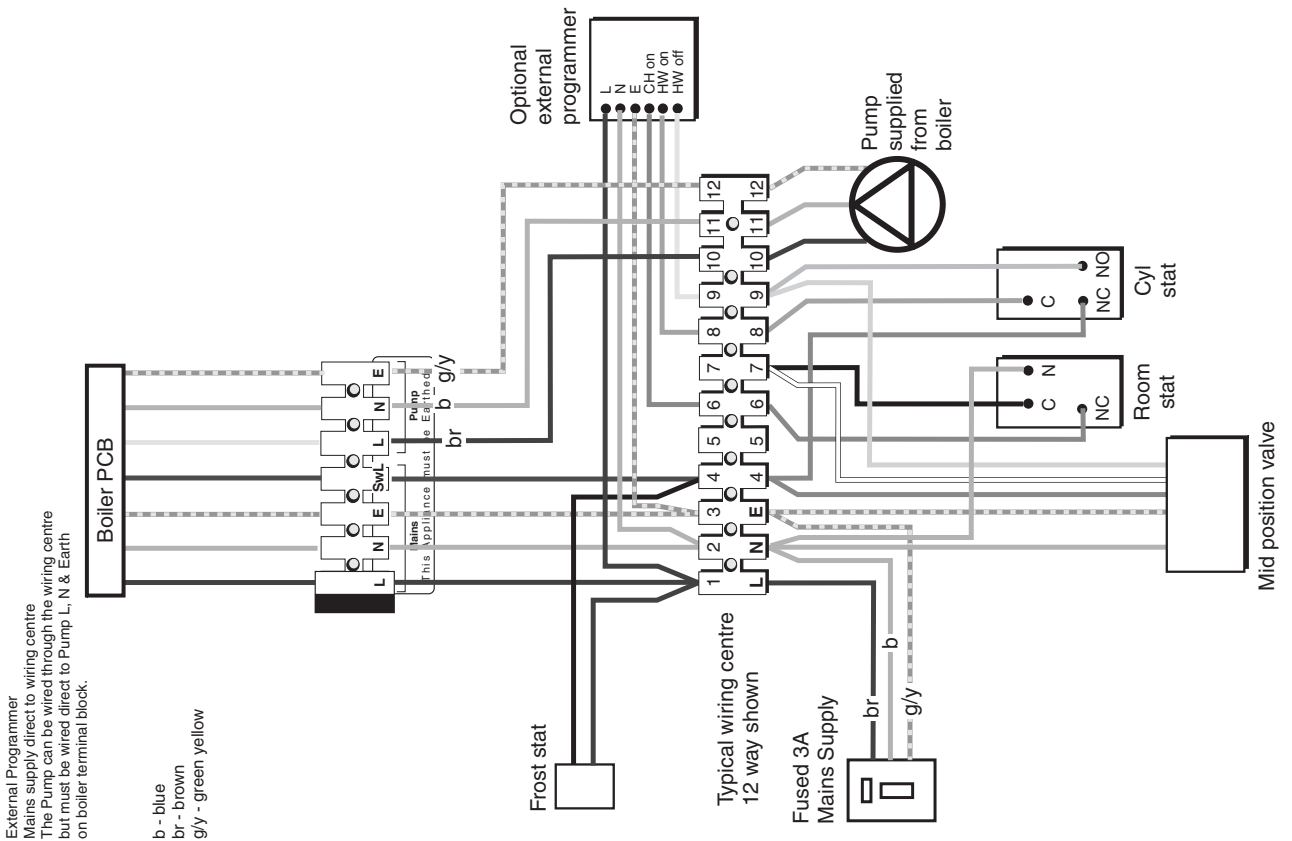 External Programmer
Mains supply direct to wiring centre
The Pump can be wired through the wiring centre
but must be wired direct to Pump L, N & Earth
on boiler terminal block.
b - blue
br - brown
g/y - green yellow
Boiler PCB
L
N
E
SwL
L
N
E
Mains
Pump
This Appliance must be Earthed
br
b
g/y
Optional
external
programmer
L
N
E
CH on
HW on
HW off
Frost stat
Typical wiring centre
12 way shown
1 2 3 4 5 6 7 8 9 10 11 12
L N E 4 5 6 7 8 9 10 11 12
Pump
supplied
from
boiler
Fused 3A
Mains Supply
br
b
g/y
C
NC
N
Room
stat
C
NC
NO
Cyl
stat
Mid position valve